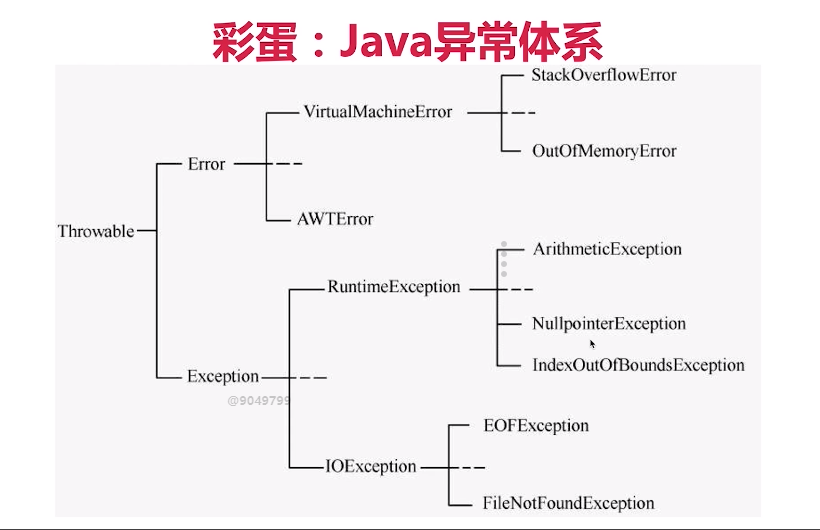 彩蛋：Java异常体系
StackOverflowError
VirtualMachineError
OutOfMemoryError
Error
AWTError
Throwable
ArithmeticException
RuntimeException
NullpointerException
IndexOutOfBoundsException
Exception
@9049799
EOFException
IOException
FileNotFoundException